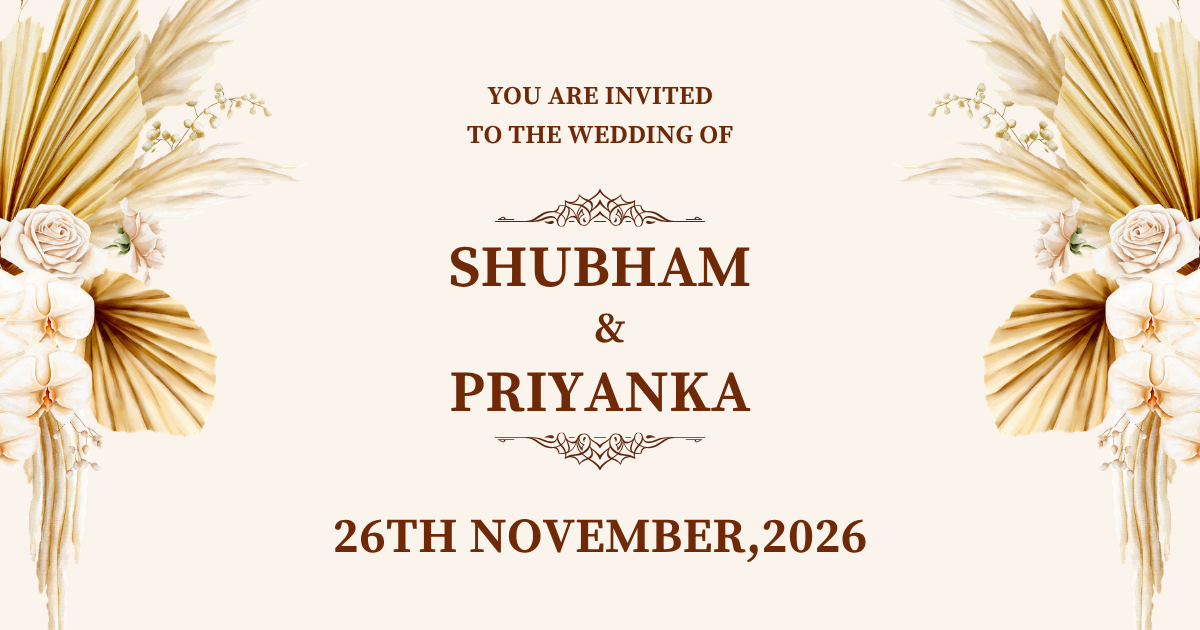 YOU ARE INVITED
TO THE WEDDING OF
SHUBHAM
&
PRIYANKA
26TH NOVEMBER,2026